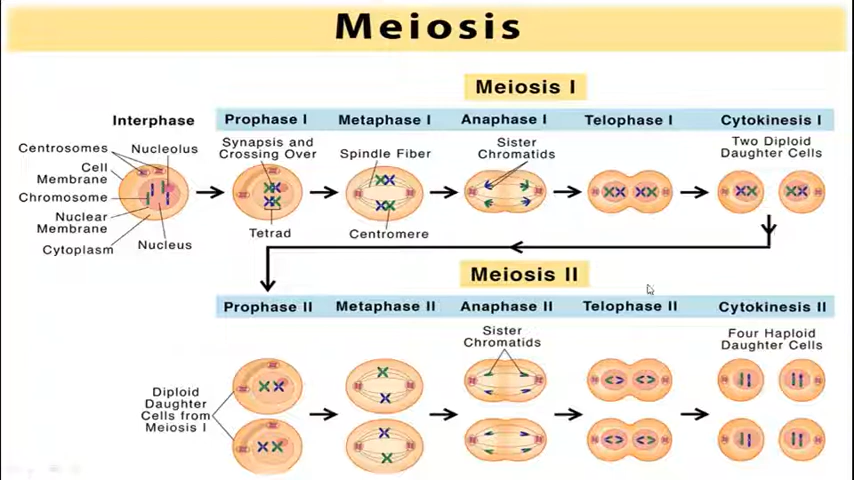 Meiosis
Meiosis I
Interphase
Prophase I
Metaphase I
Anaphase I
Telophase I
Cytokinesis I
Centrosomes
Nucleolus
Cell
Membrane
Chromosome
Nuclear
Membrane
Cytoplasm
Nucleus
Synapsis and
Crossing Over
Tetrad
Spindle Fiber
Centromere
Sister
Chromatids
Two Diploid
Daughter Cells
Meiosis II
Prophase II
Metaphase II
Anaphase II
Telophase II
Cytokinesis II
Diploid
Daughter
Cells from
Meiosis I
Sister
Chromatids
Four Haploid
Daughter Cells